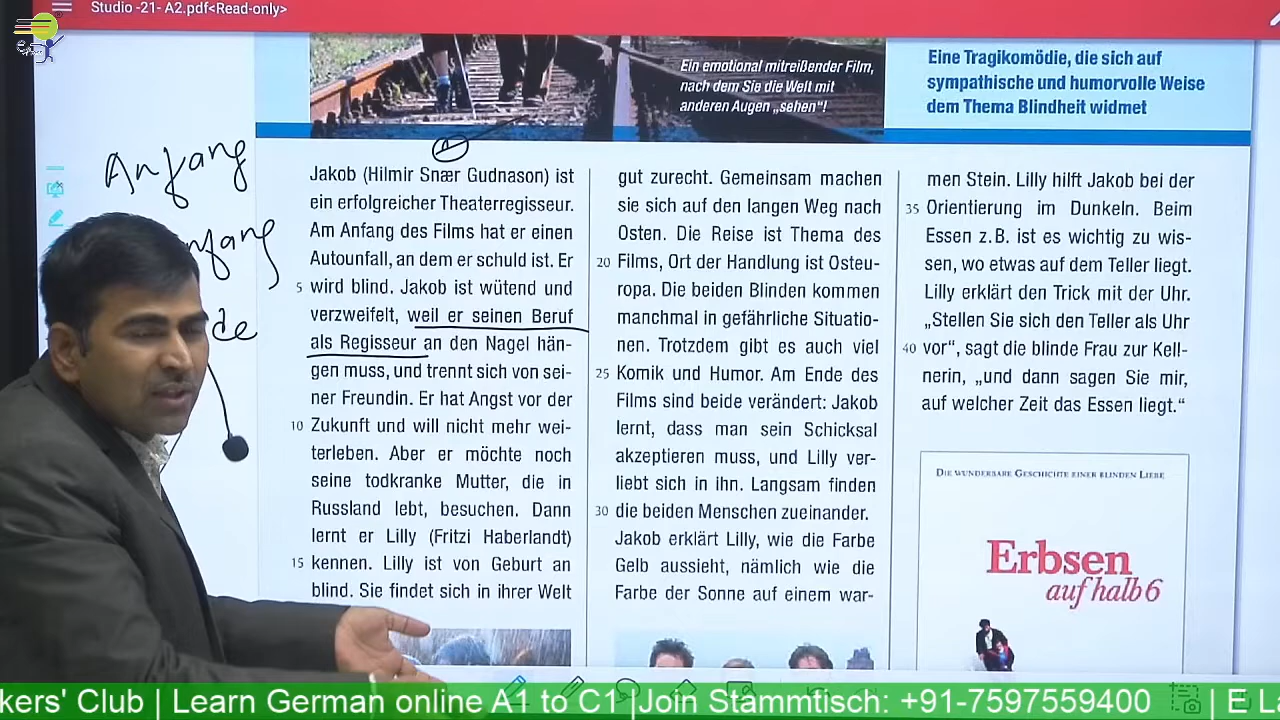 Studio -21- A2.pdf<Read-only>
Ein emotional mitreißender Film,
nach dem Sie die Welt mit
anderen Augen „sehen“!
Eine Tragikomödie, die sich auf
sympathische und humorvolle Weise
dem Thema Blindheit widmet
Anfang
nfang
de
Jakob (Hilmir Snær Gudnason) ist
ein erfolgreicher Theaterregisseur.
Am Anfang des Films hat er einen
Autounfall, an dem er schuld ist. Er
5 wird blind. Jakob ist wütend und
verzweifelt, weil er seinen Beruf
als Regisseur an den Nagel hän-
gen muss, und trennt sich von sei-
ner Freundin. Er hat Angst vor der
10 Zukunft und will nicht mehr wei-
terleben. Aber er möchte noch
seine todkranke Mutter, die in
Russland lebt, besuchen. Dann
lernt er Lilly (Fritzi Haberlandt)
15 kennen. Lilly ist von Geburt an
blind. Sie findet sich in ihrer Welt
gut zurecht. Gemeinsam machen
sie sich auf den langen Weg nach
Osten. Die Reise ist Thema des
20 Films, Ort der Handlung ist Osteu-
ropa. Die beiden Blinden kommen
manchmal in gefährliche Situatio-
nen. Trotzdem gibt es auch viel
25 Komik und Humor. Am Ende des
Films sind beide verändert: Jakob
lernt, dass man sein Schicksal
akzeptieren muss, und Lilly ver-
liebt sich in ihn. Langsam finden
30 die beiden Menschen zueinander.
Jakob erklärt Lilly, wie die Farbe
Gelb aussieht, nämlich wie die
Farbe der Sonne auf einem war-
men Stein. Lilly hilft Jakob bei der
35 Orientierung im Dunkeln. Beim
Essen z.B. ist es wichtig zu wis-
sen, wo etwas auf dem Teller liegt.
Lilly erklärt den Trick mit der Uhr.
„Stellen Sie sich den Teller als Uhr
40 vor“, sagt die blinde Frau zur Kell-
nerin, „und dann sagen Sie mir,
auf welcher Zeit das Essen liegt.“
Die wunderbare Geschichte einer blinden Liebe
Erbsen
auf halb 6
kers' Club | Learn German online A1 to C1 |Join Stammtisch: +91-7597559400 | E La